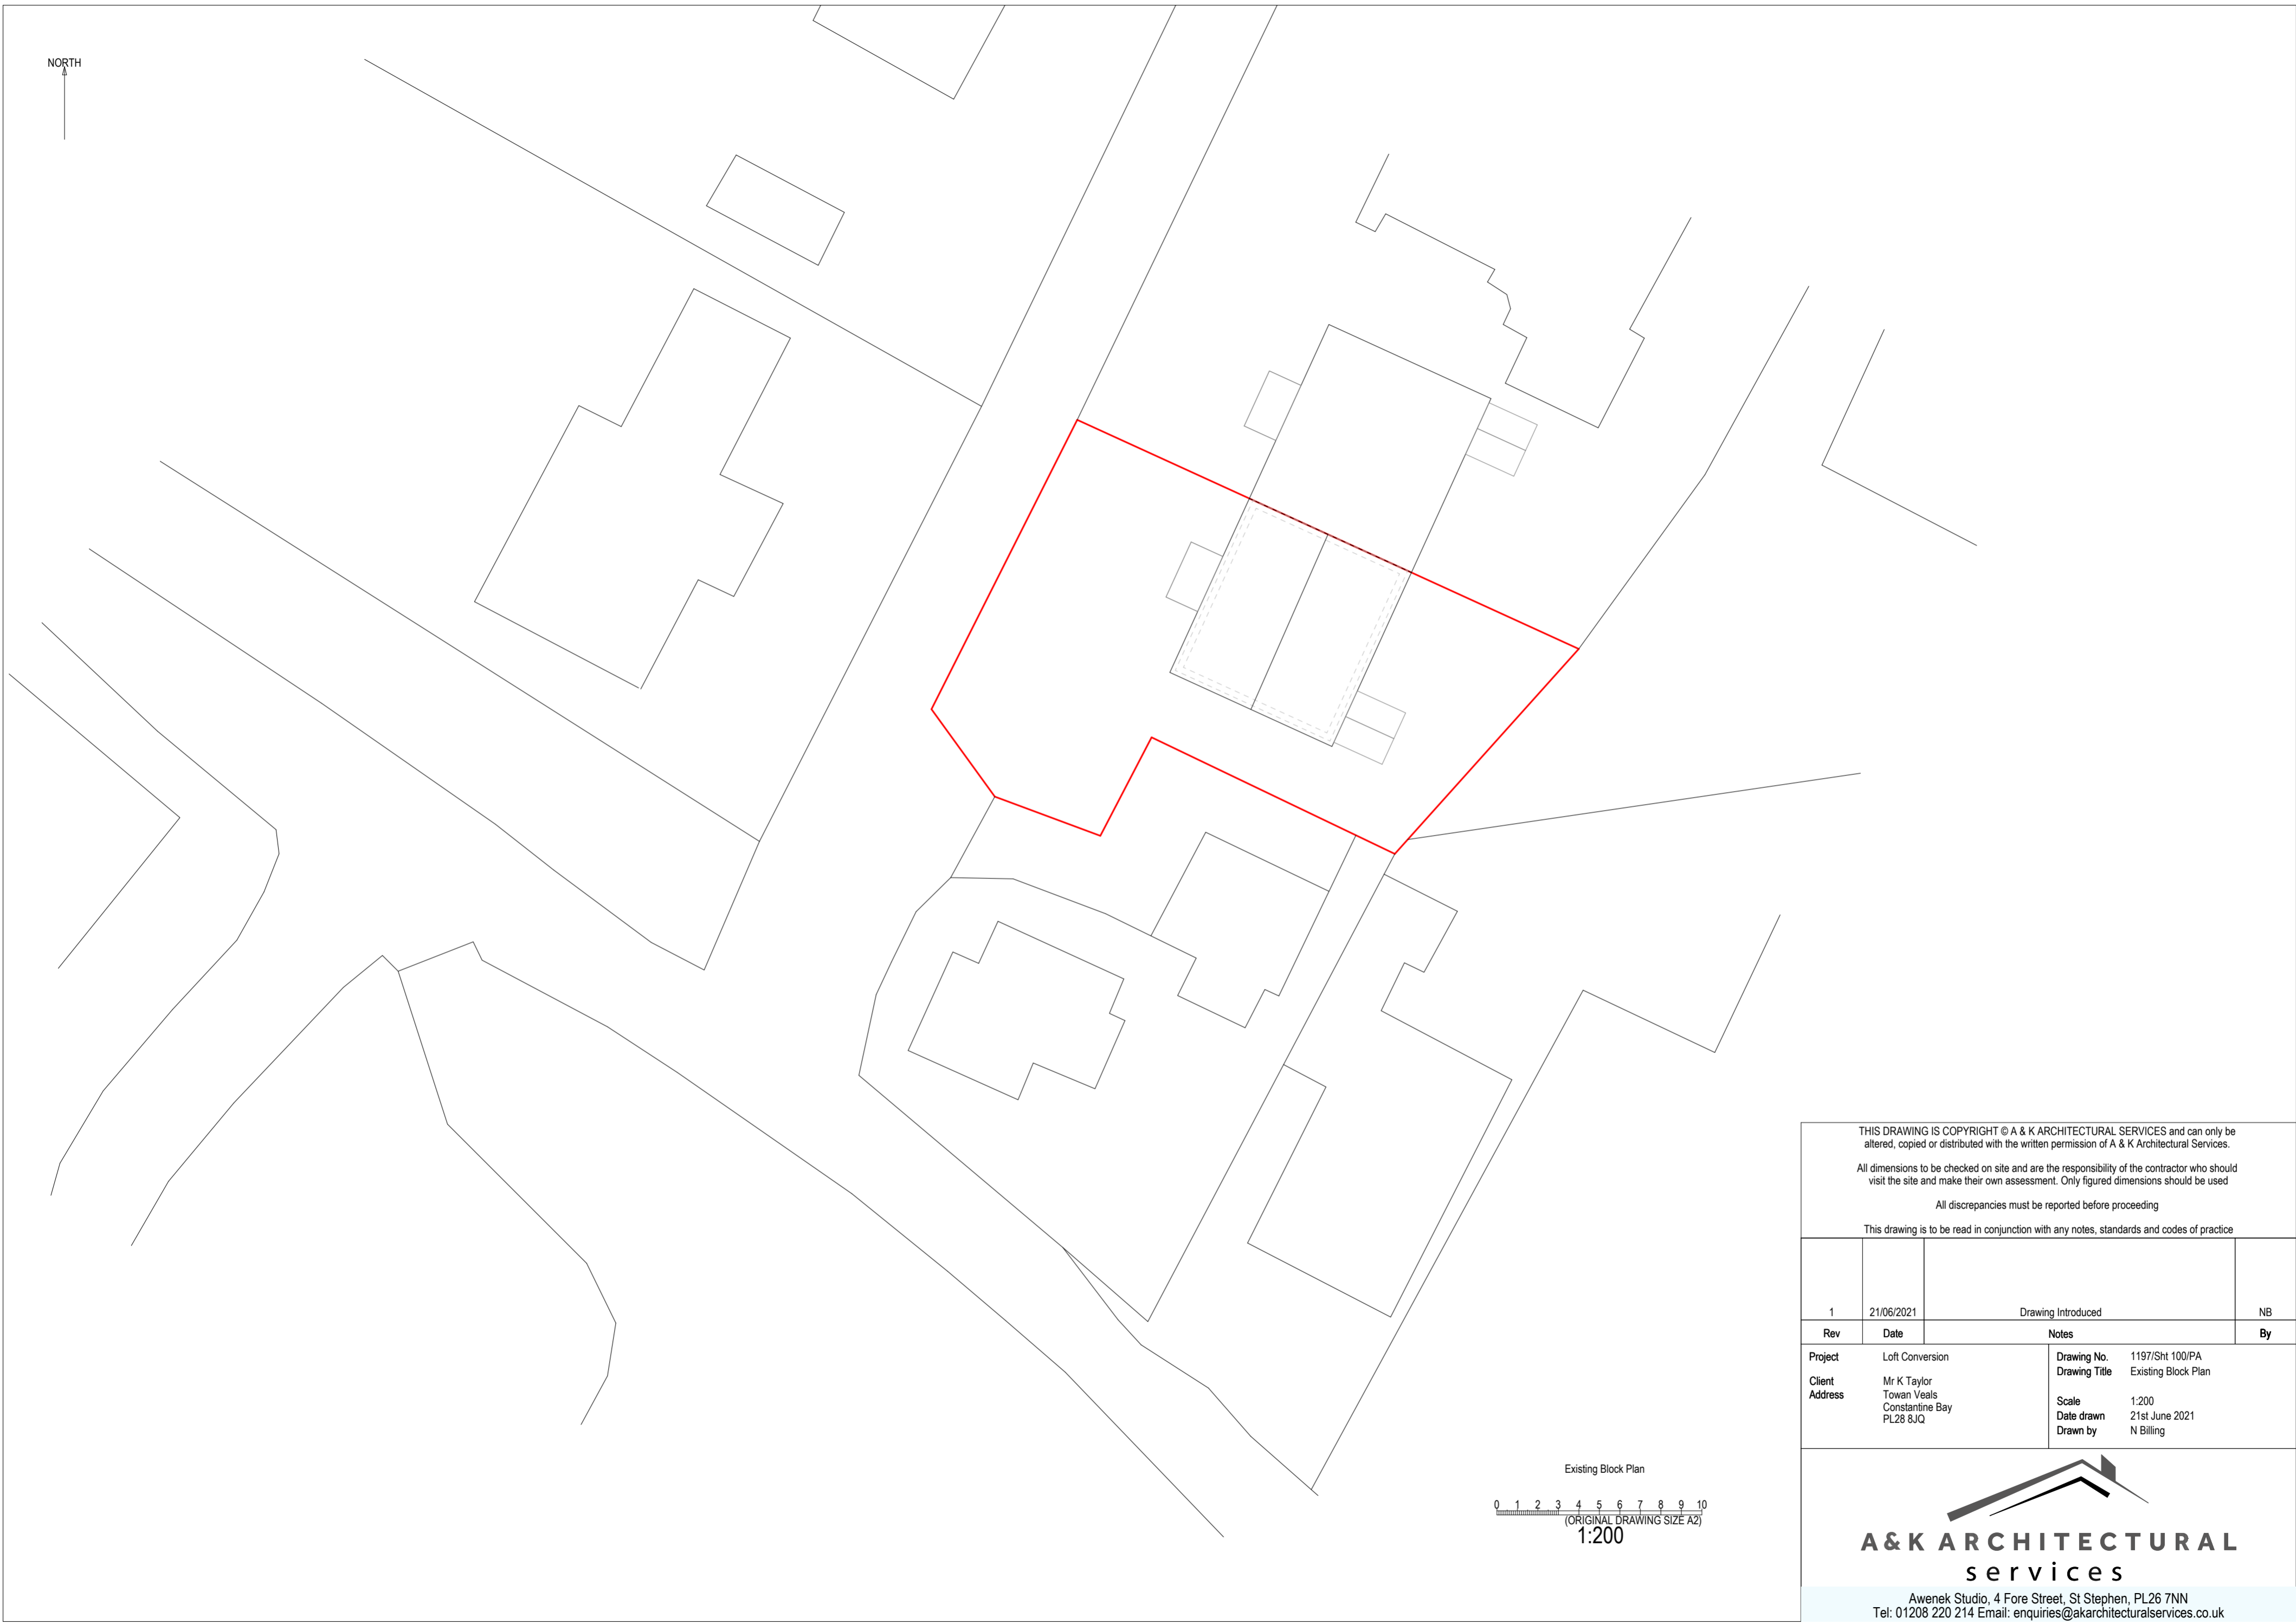 NORTH
THIS DRAWING IS COPYRIGHT © A & K ARCHITECTURAL SERVICES and can only be
altered, copied or distributed with the written permission of A & K Architectural Services.
All dimensions to be checked on site and are the responsibility of the contractor who should
visit the site and make their own assessment. Only figured dimensions should be used
All discrepancies must be reported before proceeding
This drawing is to be read in conjunction with any notes, standards and codes of practice
1 21/06/2021 Drawing Introduced NB
Rev Date Notes By
Project Loft Conversion
Client Mr K Taylor
Address Towan Veals
Constantine Bay
PL28 8JQ
Drawing No. 1197/Sht 100/PA
Drawing Title Existing Block Plan
Scale 1:200
Date drawn 21st June 2021
Drawn by N Billing
Existing Block Plan
0 1 2 3 4 5 6 7 8 9 10
(ORIGINAL DRAWING SIZE A2)
1:200
A&K ARCHITECTURAL
services
Awenek Studio, 4 Fore Street, St Stephen, PL26 7NN
Tel: 01208 220 214 Email: enquiries@akarchitecturalservices.co.uk